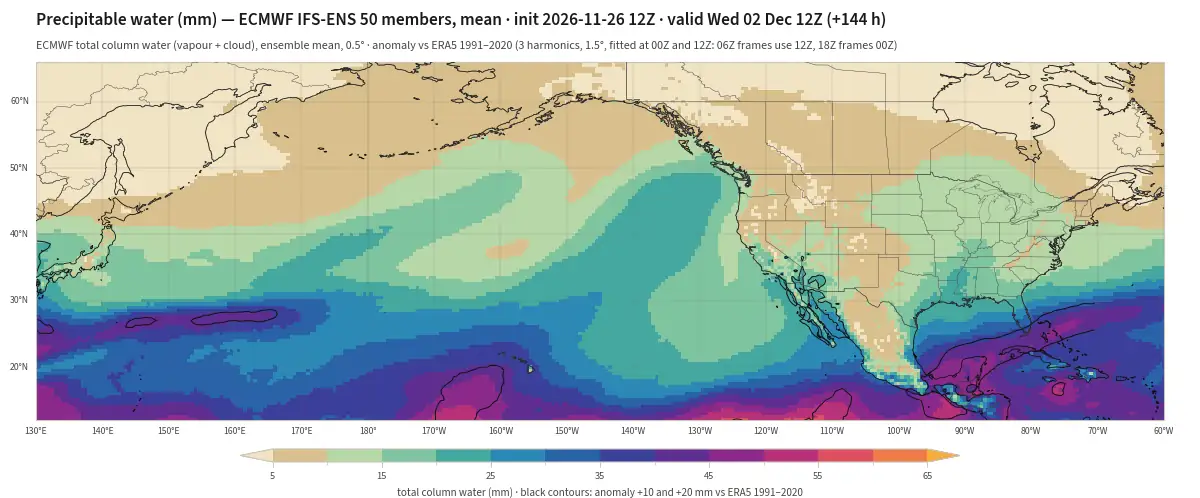 Precipitable water (mm) — ECMWF IFS-ENS 50 members, mean · init 2026-11-26 12Z · valid Wed 02 Dec 12Z (+144 h)
ECMWF total column water (vapour + cloud), ensemble mean, 0.5° · anomaly vs ERA5 1991–2020 (3 harmonics, 1.5°, fitted at 00Z and 12Z: 06Z frames use 12Z, 18Z frames 00Z)
60°N
50°N
40°N
30°N
20°N
130°E 140°E 150°E 160°E 170°E 180° 170°W 160°W 150°W 140°W 130°W 120°W 110°W 100°W 90°W 80°W 70°W 60°W
5 15 25 35 45 55 65
total column water (mm) · black contours: anomaly +10 and +20 mm vs ERA5 1991–2020